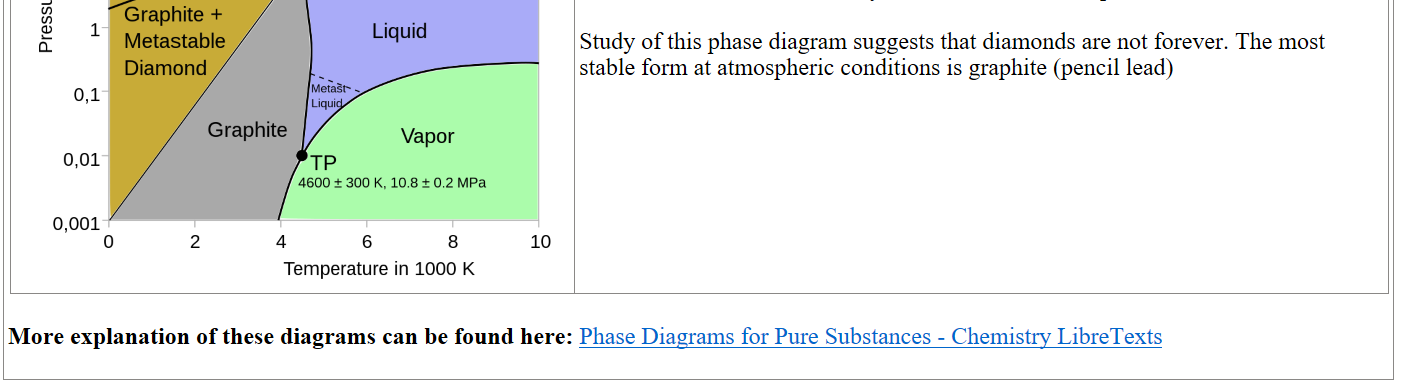 Pressu
Graphite +
Metastable
Diamond
Liquid
1
0,1
0,01
0,001
Metast
Liquid
Graphite
Vapor
TP
4600 ± 300 K, 10.8 ± 0.2 MPa
0 2 4 6 8 10
Temperature in 1000 K
Study of this phase diagram suggests that diamonds are not forever. The most
stable form at atmospheric conditions is graphite (pencil lead)
More explanation of these diagrams can be found here: Phase Diagrams for Pure Substances - Chemistry LibreTexts